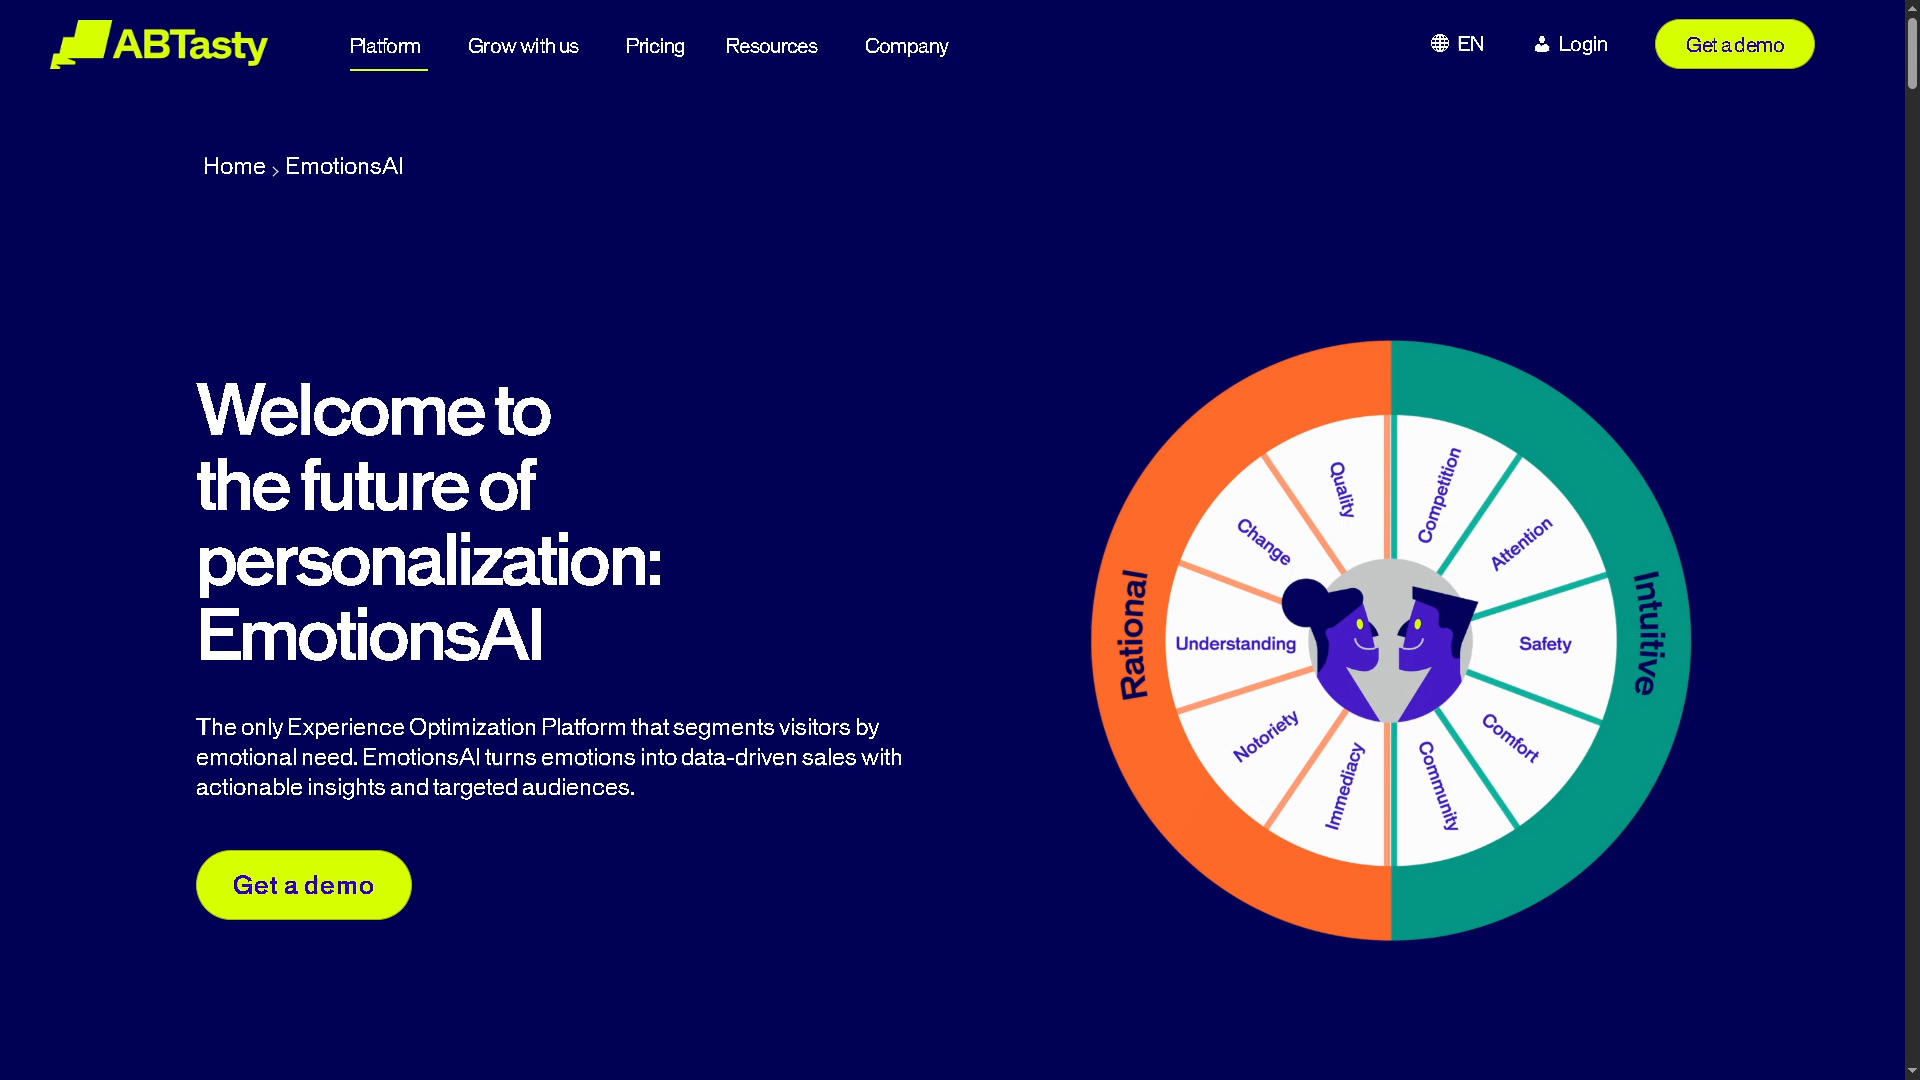 ABTasty
Platform
Grow with us
Pricing
Resources
Company
EN
Login
Get a demo
Home › EmotionsAI
Welcome to
the future of
personalization:
EmotionsAI
The only Experience Optimization Platform that segments visitors by
emotional need. EmotionsAI turns emotions into data-driven sales with
actionable insights and targeted audiences.
Get a demo
Rational
Intuitive
Quality
Competition
Change
Attention
Understanding
Safety
Notoriety
Comfort
Immediacy
Community